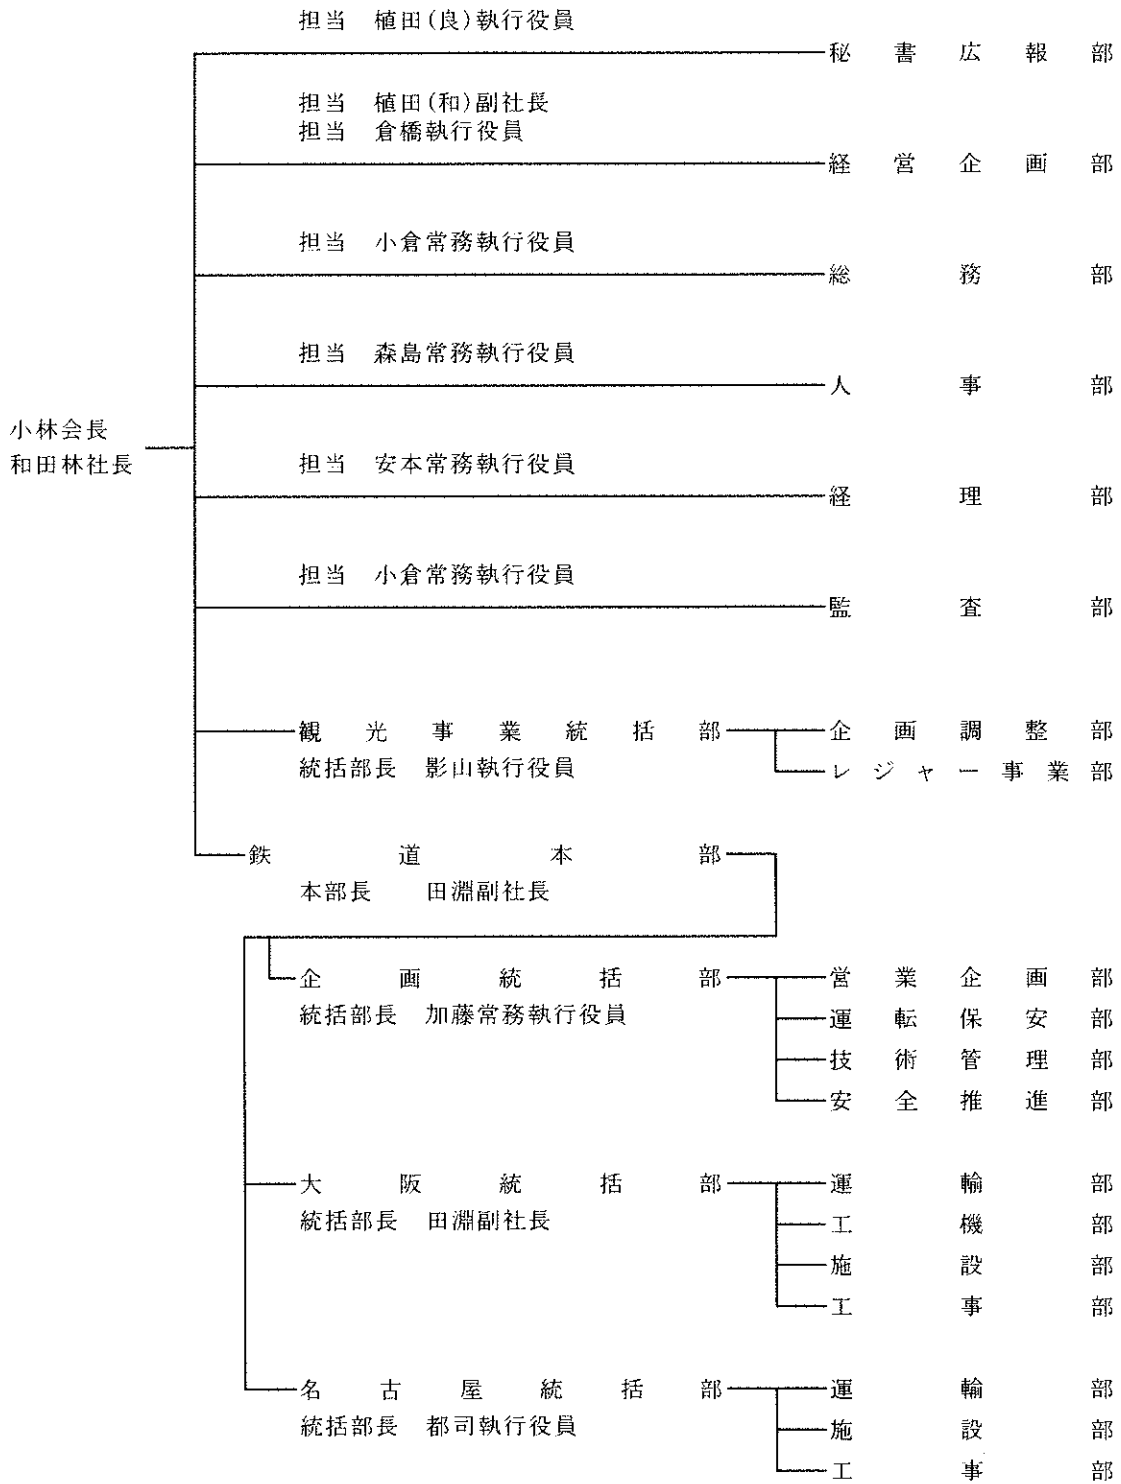 担当 植田(良)執行役員
秘書広報部
担当 植田(和)副社長
担当 倉橋執行役員
経営企画部
担当 小倉常務執行役員
総務部
担当 森島常務執行役員
人事部
小林会長
和田林社長
担当 安本常務執行役員
経理部
担当 小倉常務執行役員
監査部
観光事業統括部 企画調整部
統括部長 影山執行役員 レジャー事業部
鉄道本部
本部長 田淵副社長
企画統括部 営業企画部
統括部長 加藤常務執行役員 運転保安部
技術管理部
安全推進部
大阪統括部 運輸部
統括部長 田淵副社長 工機部
施設部
工事部
名古屋統括部 運輸部
統括部長 都司執行役員 施設部
工事部